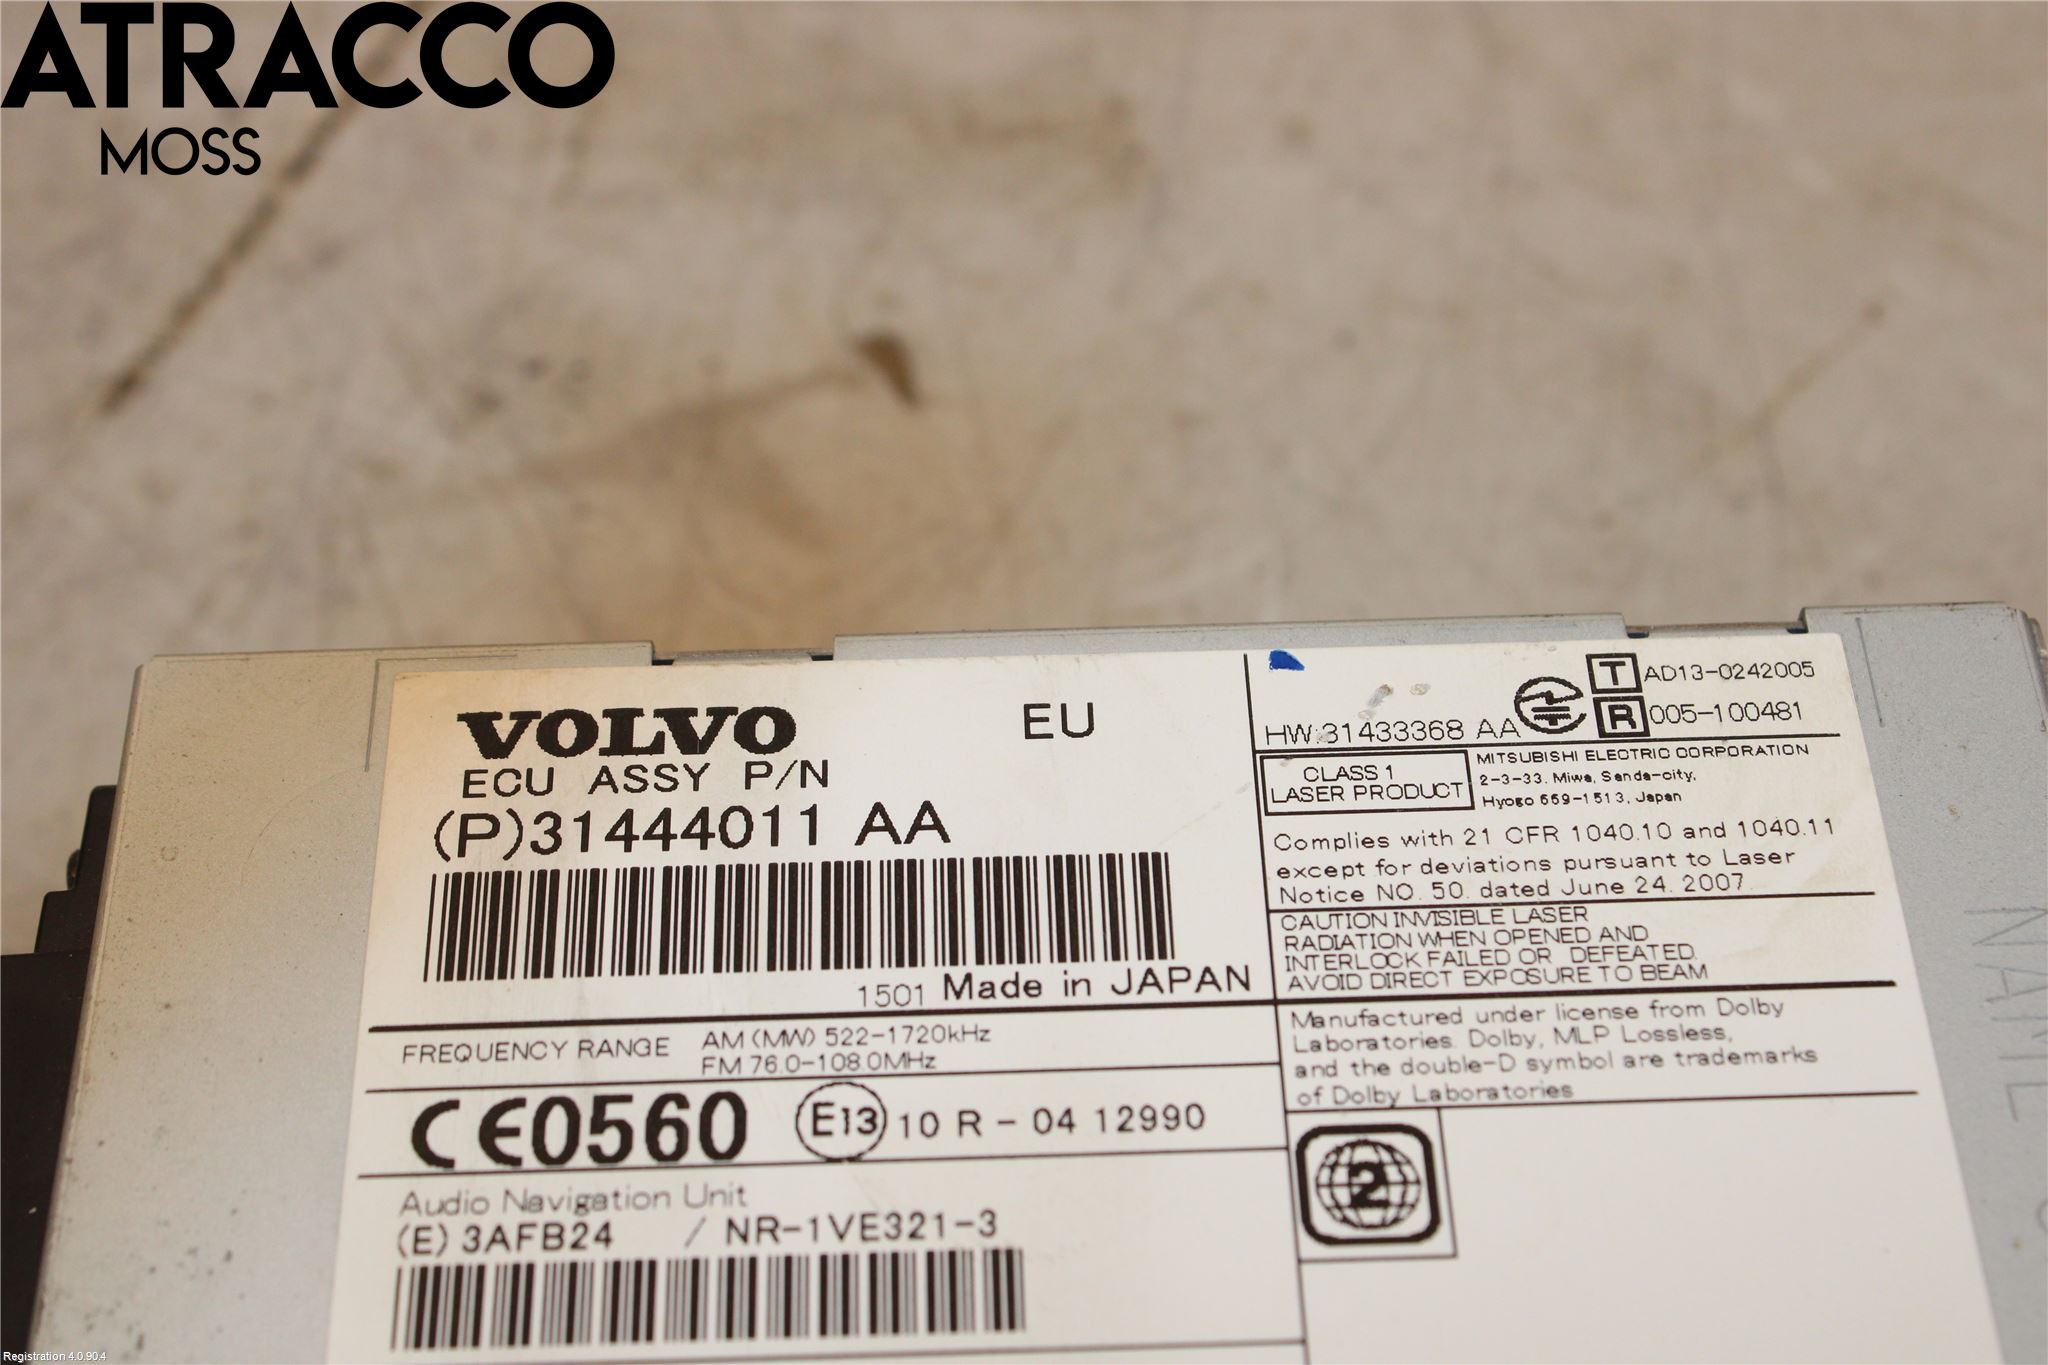 ATRACCO
MOSS
VOLVO
EU
ECU ASSY P/N
(P)31444011 AA
1501 Made in JAPAN
FREQUENCY RANGE
AM (MW) 522-1720kHz
FM 76.0-108.0MHz
CE0560
E13 10 R - 04 12990
Audio Navigation Unit
(E) 3AFB24 / NR-1VE321-3
HW:31433368 AA
T AD13-0242005
R 005-100481
CLASS 1
LASER PRODUCT
MITSUBISHI ELECTRIC CORPORATION
2-3-33, Miwa, Sanda-city,
Hyogo 669-1513, Japan
Complies with 21 CFR 1040.10 and 1040.11
except for deviations pursuant to Laser
Notice NO. 50, dated June 24, 2007.
CAUTION INVISIBLE LASER
RADIATION WHEN OPENED AND
INTERLOCK FAILED OR DEFEATED.
AVOID DIRECT EXPOSURE TO BEAM
Manufactured under license from Dolby
Laboratories. Dolby, MLP Lossless,
and the double-D symbol are trademarks
of Dolby Laboratories
2
Registration 4.0.90.4